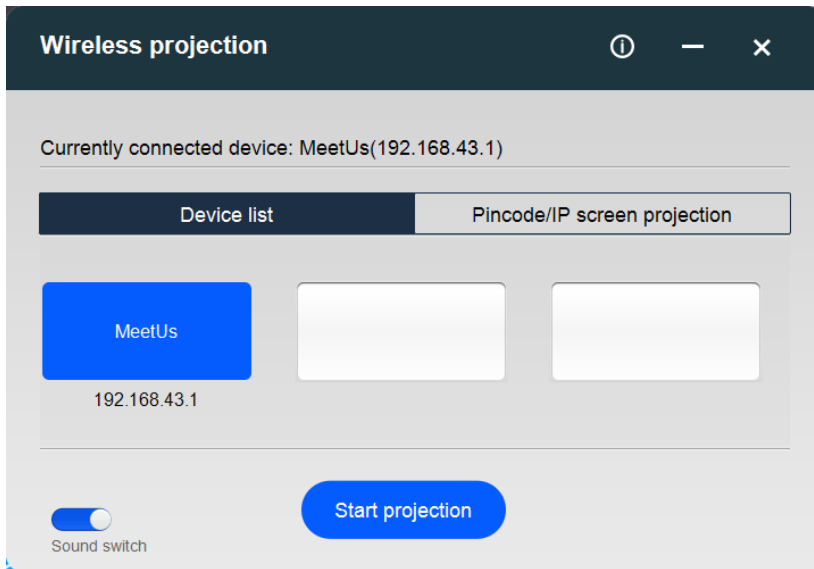 Wireless projection
Currently connected device: MeetUs(192.168.43.1)
Device list
Pincode/IP screen projection
MeetUs
192.168.43.1
Start projection
Sound switch